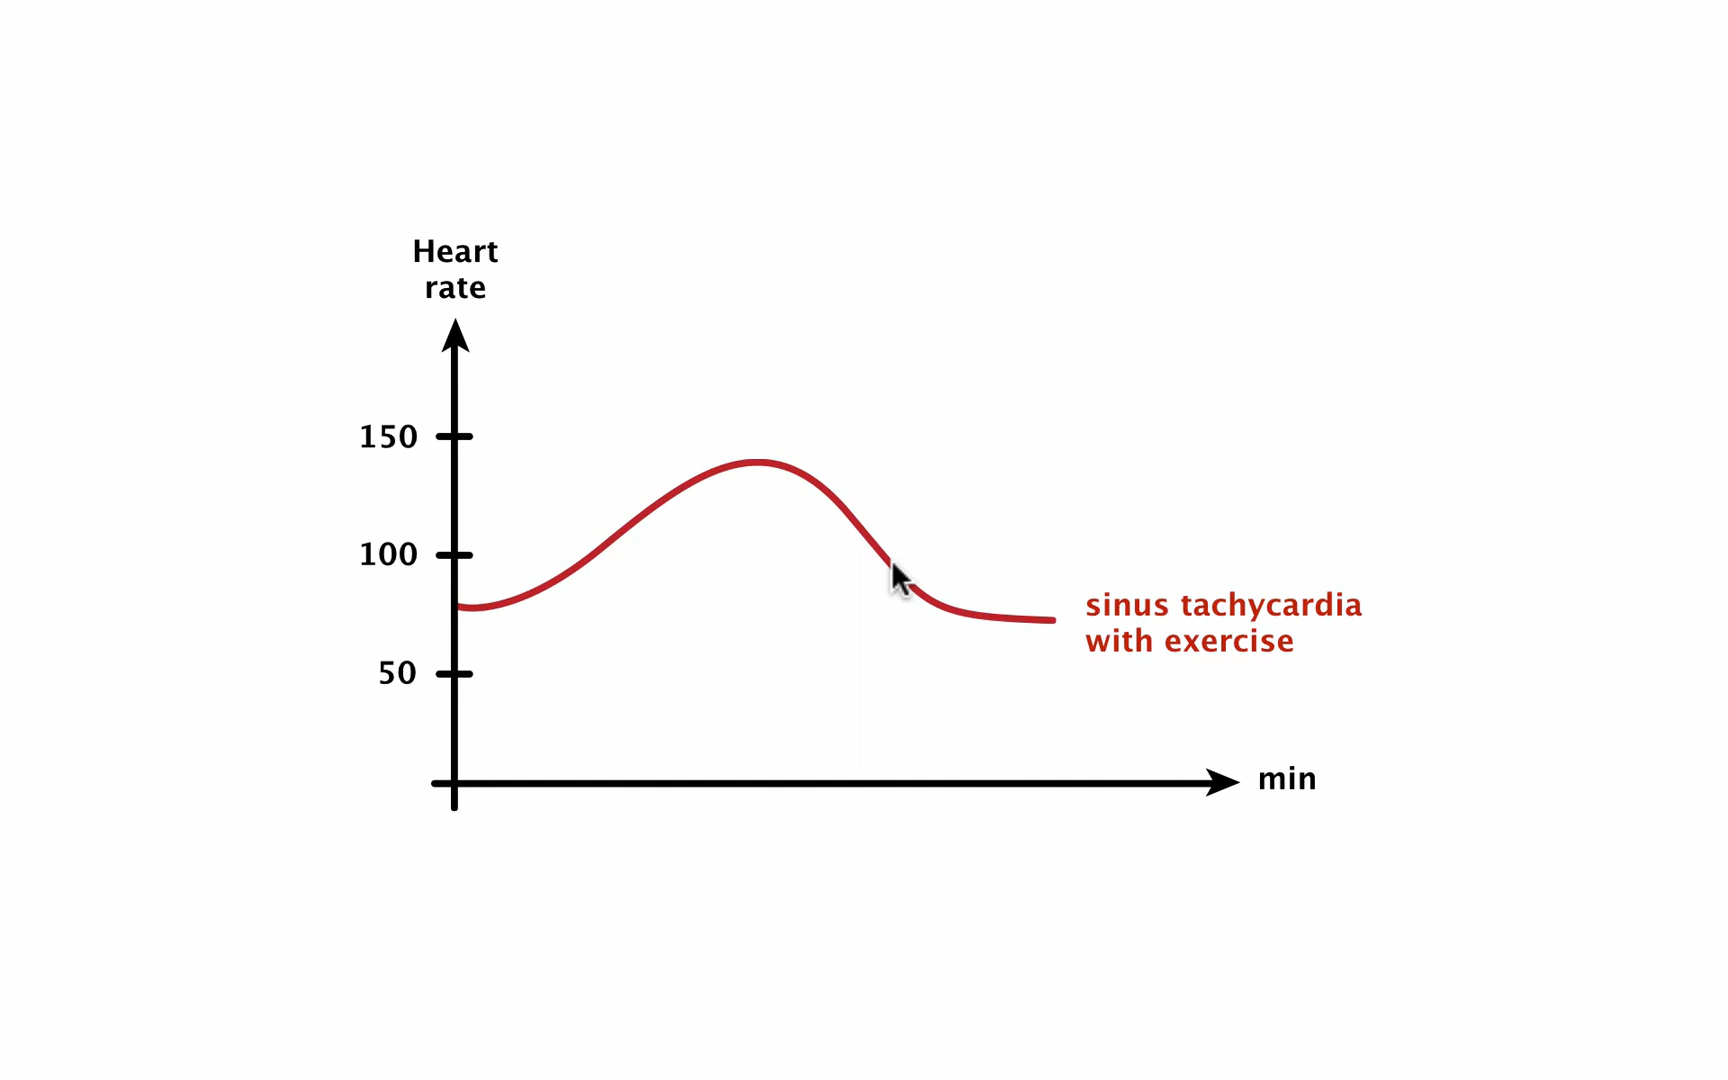 Heart
rate
150
100
50
sinus tachycardia
with exercise
min